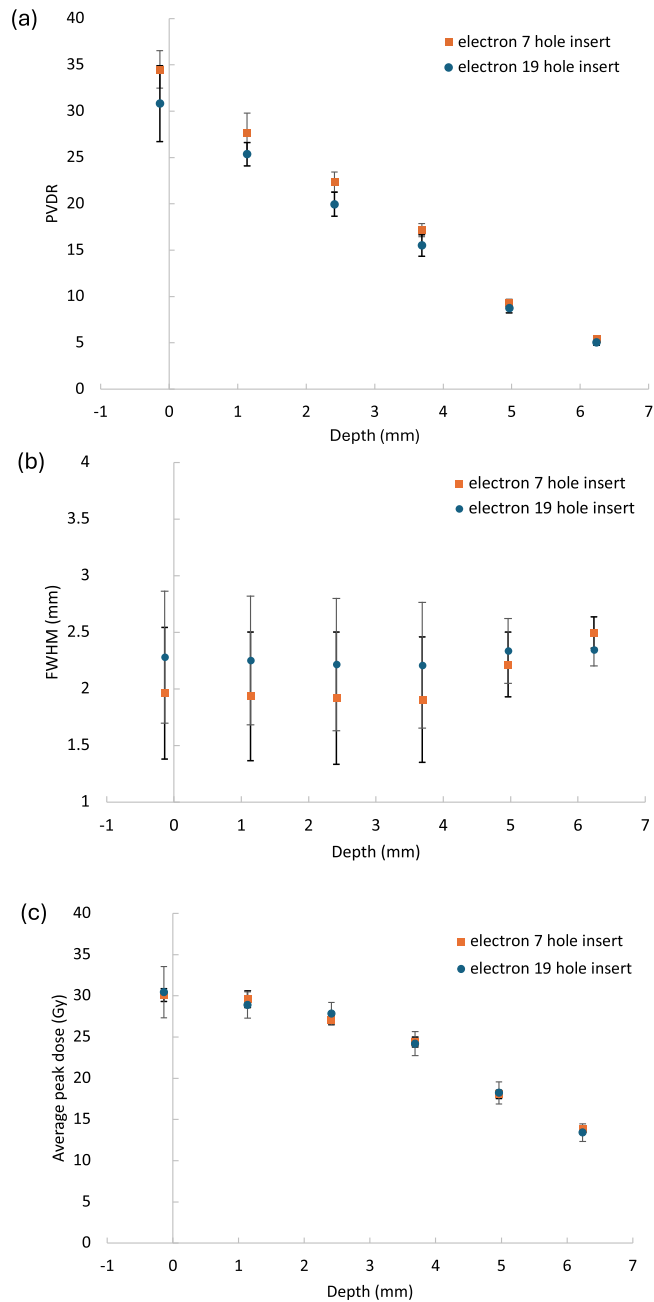 (a)
electron 7 hole insert
electron 19 hole insert
40
35
30
25
20
15
10
5
0
PVDR
-1 0 1 2 3 4 5 6 7
Depth (mm)
(b)
electron 7 hole insert
electron 19 hole insert
4
3.5
3
2.5
2
1.5
1
FWHM (mm)
-1 0 1 2 3 4 5 6 7
Depth (mm)
(c)
electron 7 hole insert
electron 19 hole insert
40
35
30
25
20
15
10
5
0
Average peak dose (Gy)
-1 0 1 2 3 4 5 6 7
Depth (mm)